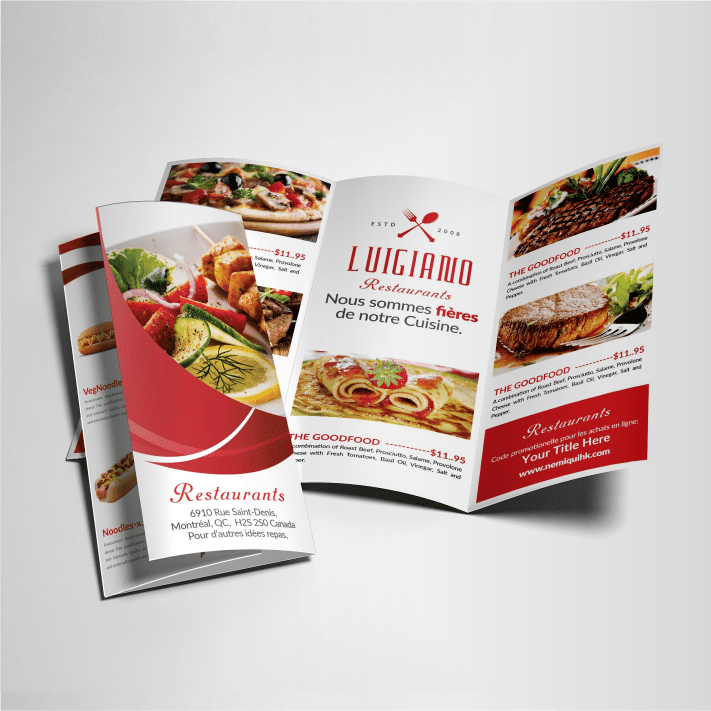 VegNoodle
Noodles-x
Restaurants
6910 Rue Saint-Denis,
Montréal, QC, H2S 2S0 Canada
Pour d'autres idées repas,
$11..95
Salame, Provolone
Vinegar, Salt and
ESTD 2008
LUIGIANO
Restaurants
Nous sommes fières
de notre Cuisine.
THE GOODFOOD ----------$11..95
combination of Roast Beef, Prosciutto, Salame, Provolone
Cheese with Fresh Tomatoes, Basil Oil, Vinegar, Salt and
THE GOODFOOD ----------$11..95
A combination of Roast Beef, Prosciutto, Salame, Provolone
Cheese with Fresh Tomatoes, Basil Oil, Vinegar, Salt and
Pepper.
THE GOODFOOD ----------$11..95
A combination of Roast Beef, Prosciutto, Salame, Provolone
Cheese with Fresh Tomatoes, Basil Oil, Vinegar, Salt and
Pepper.
Restaurants
Code promotionelle pour les achats en ligne:
Your Title Here
www.nemiquihk.com